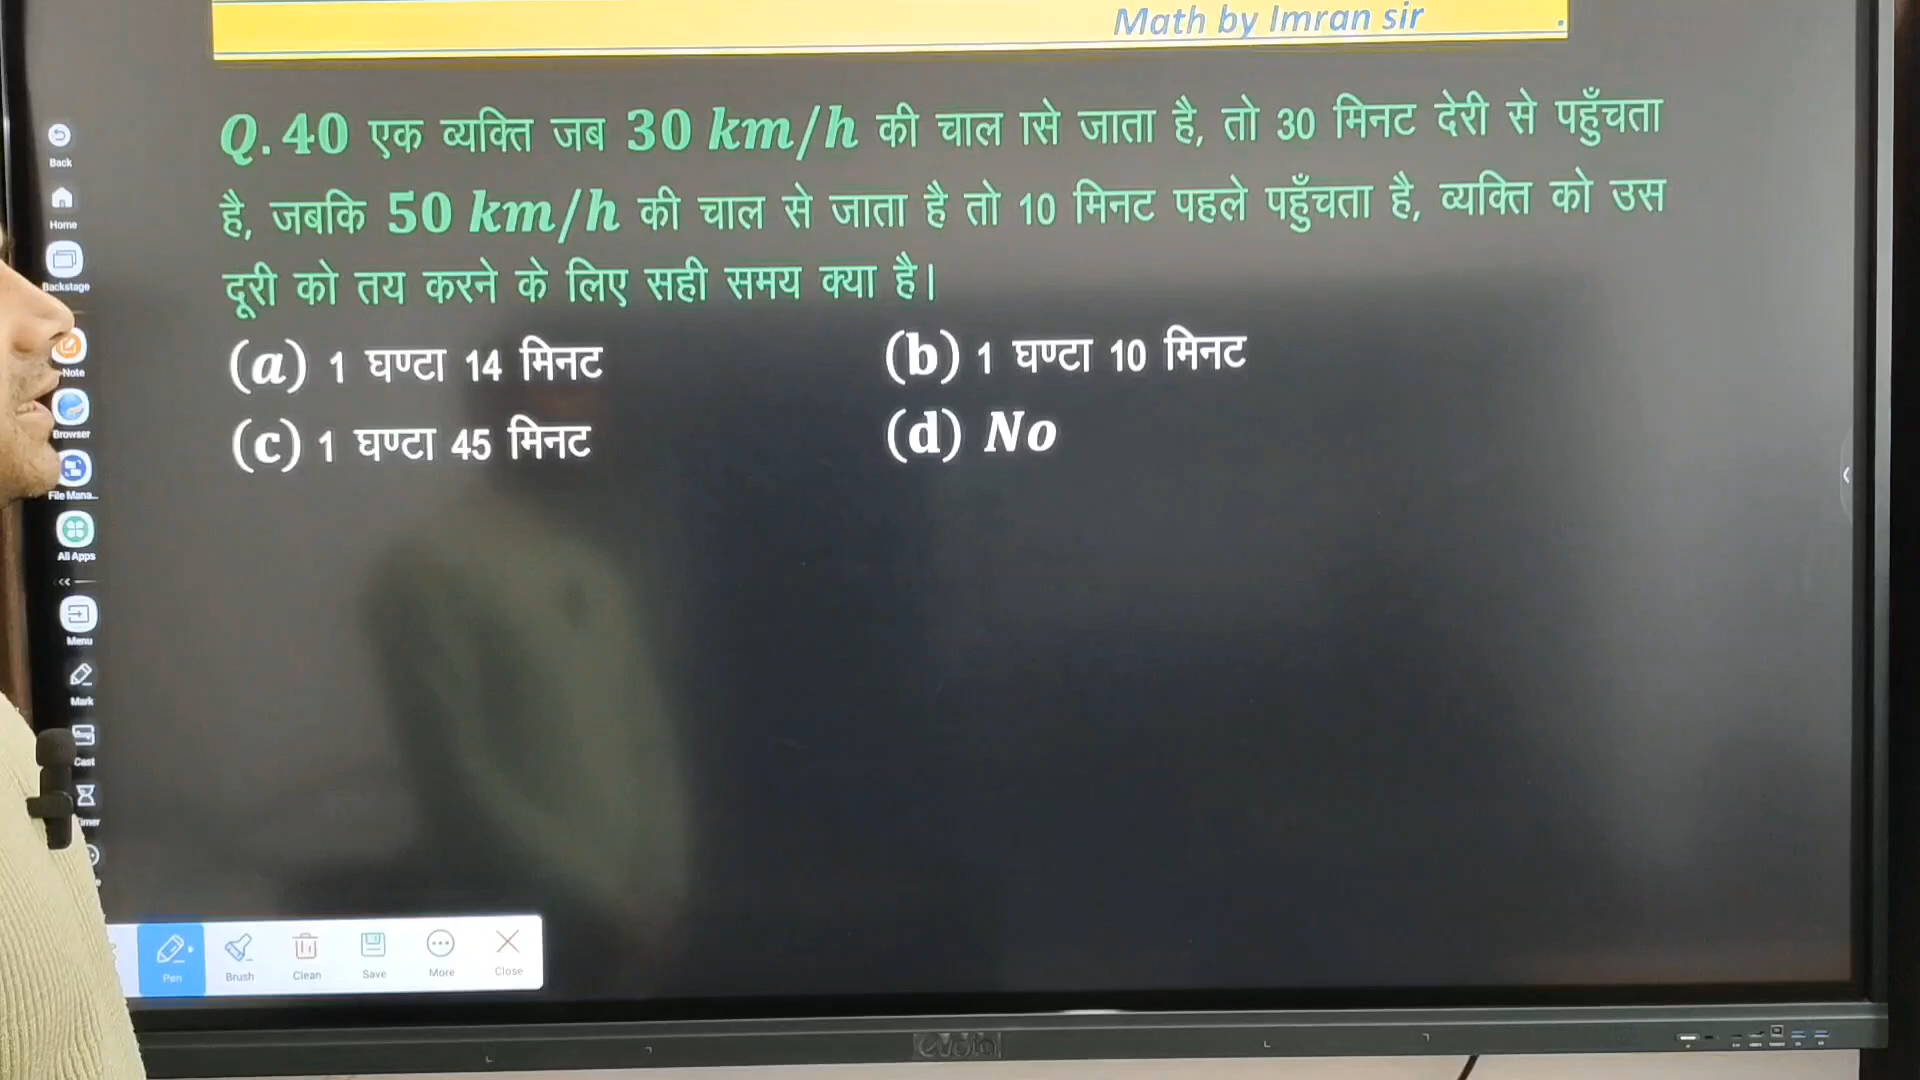 Math by Imran sir .
Q.40 एक व्यक्ति जब 30 km/h की चाल ासे जाता है, तो 30 मिनट देरी से पहुँचता
है, जबकि 50 km/h की चाल से जाता है तो 10 मिनट पहले पहुँचता है, व्यक्ति को उस
दूरी को तय करने के लिए सही समय क्या है।
(a) 1 घण्टा 14 मिनट (b) 1 घण्टा 10 मिनट
(c) 1 घण्टा 45 मिनट (d) No
Back
Home
Backstage
Note
Browser
File Mana...
All Apps
Menu
Mark
Cast
Pen Brush Clean Save More Close